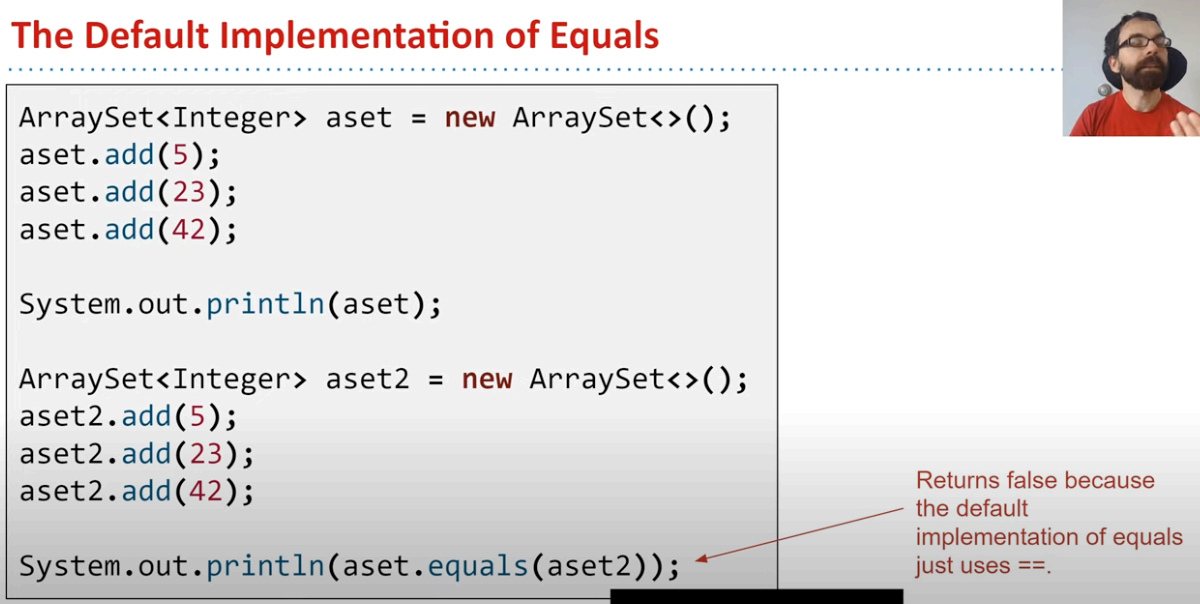 The Default Implementation of Equals
ArraySet<Integer> aset = new ArraySet<>();
aset.add(5);
aset.add(23);
aset.add(42);
System.out.println(aset);
ArraySet<Integer> aset2 = new ArraySet<>();
aset2.add(5);
aset2.add(23);
aset2.add(42);
System.out.println(aset.equals(aset2));
Returns false because
the default
implementation of equals
just uses ==.